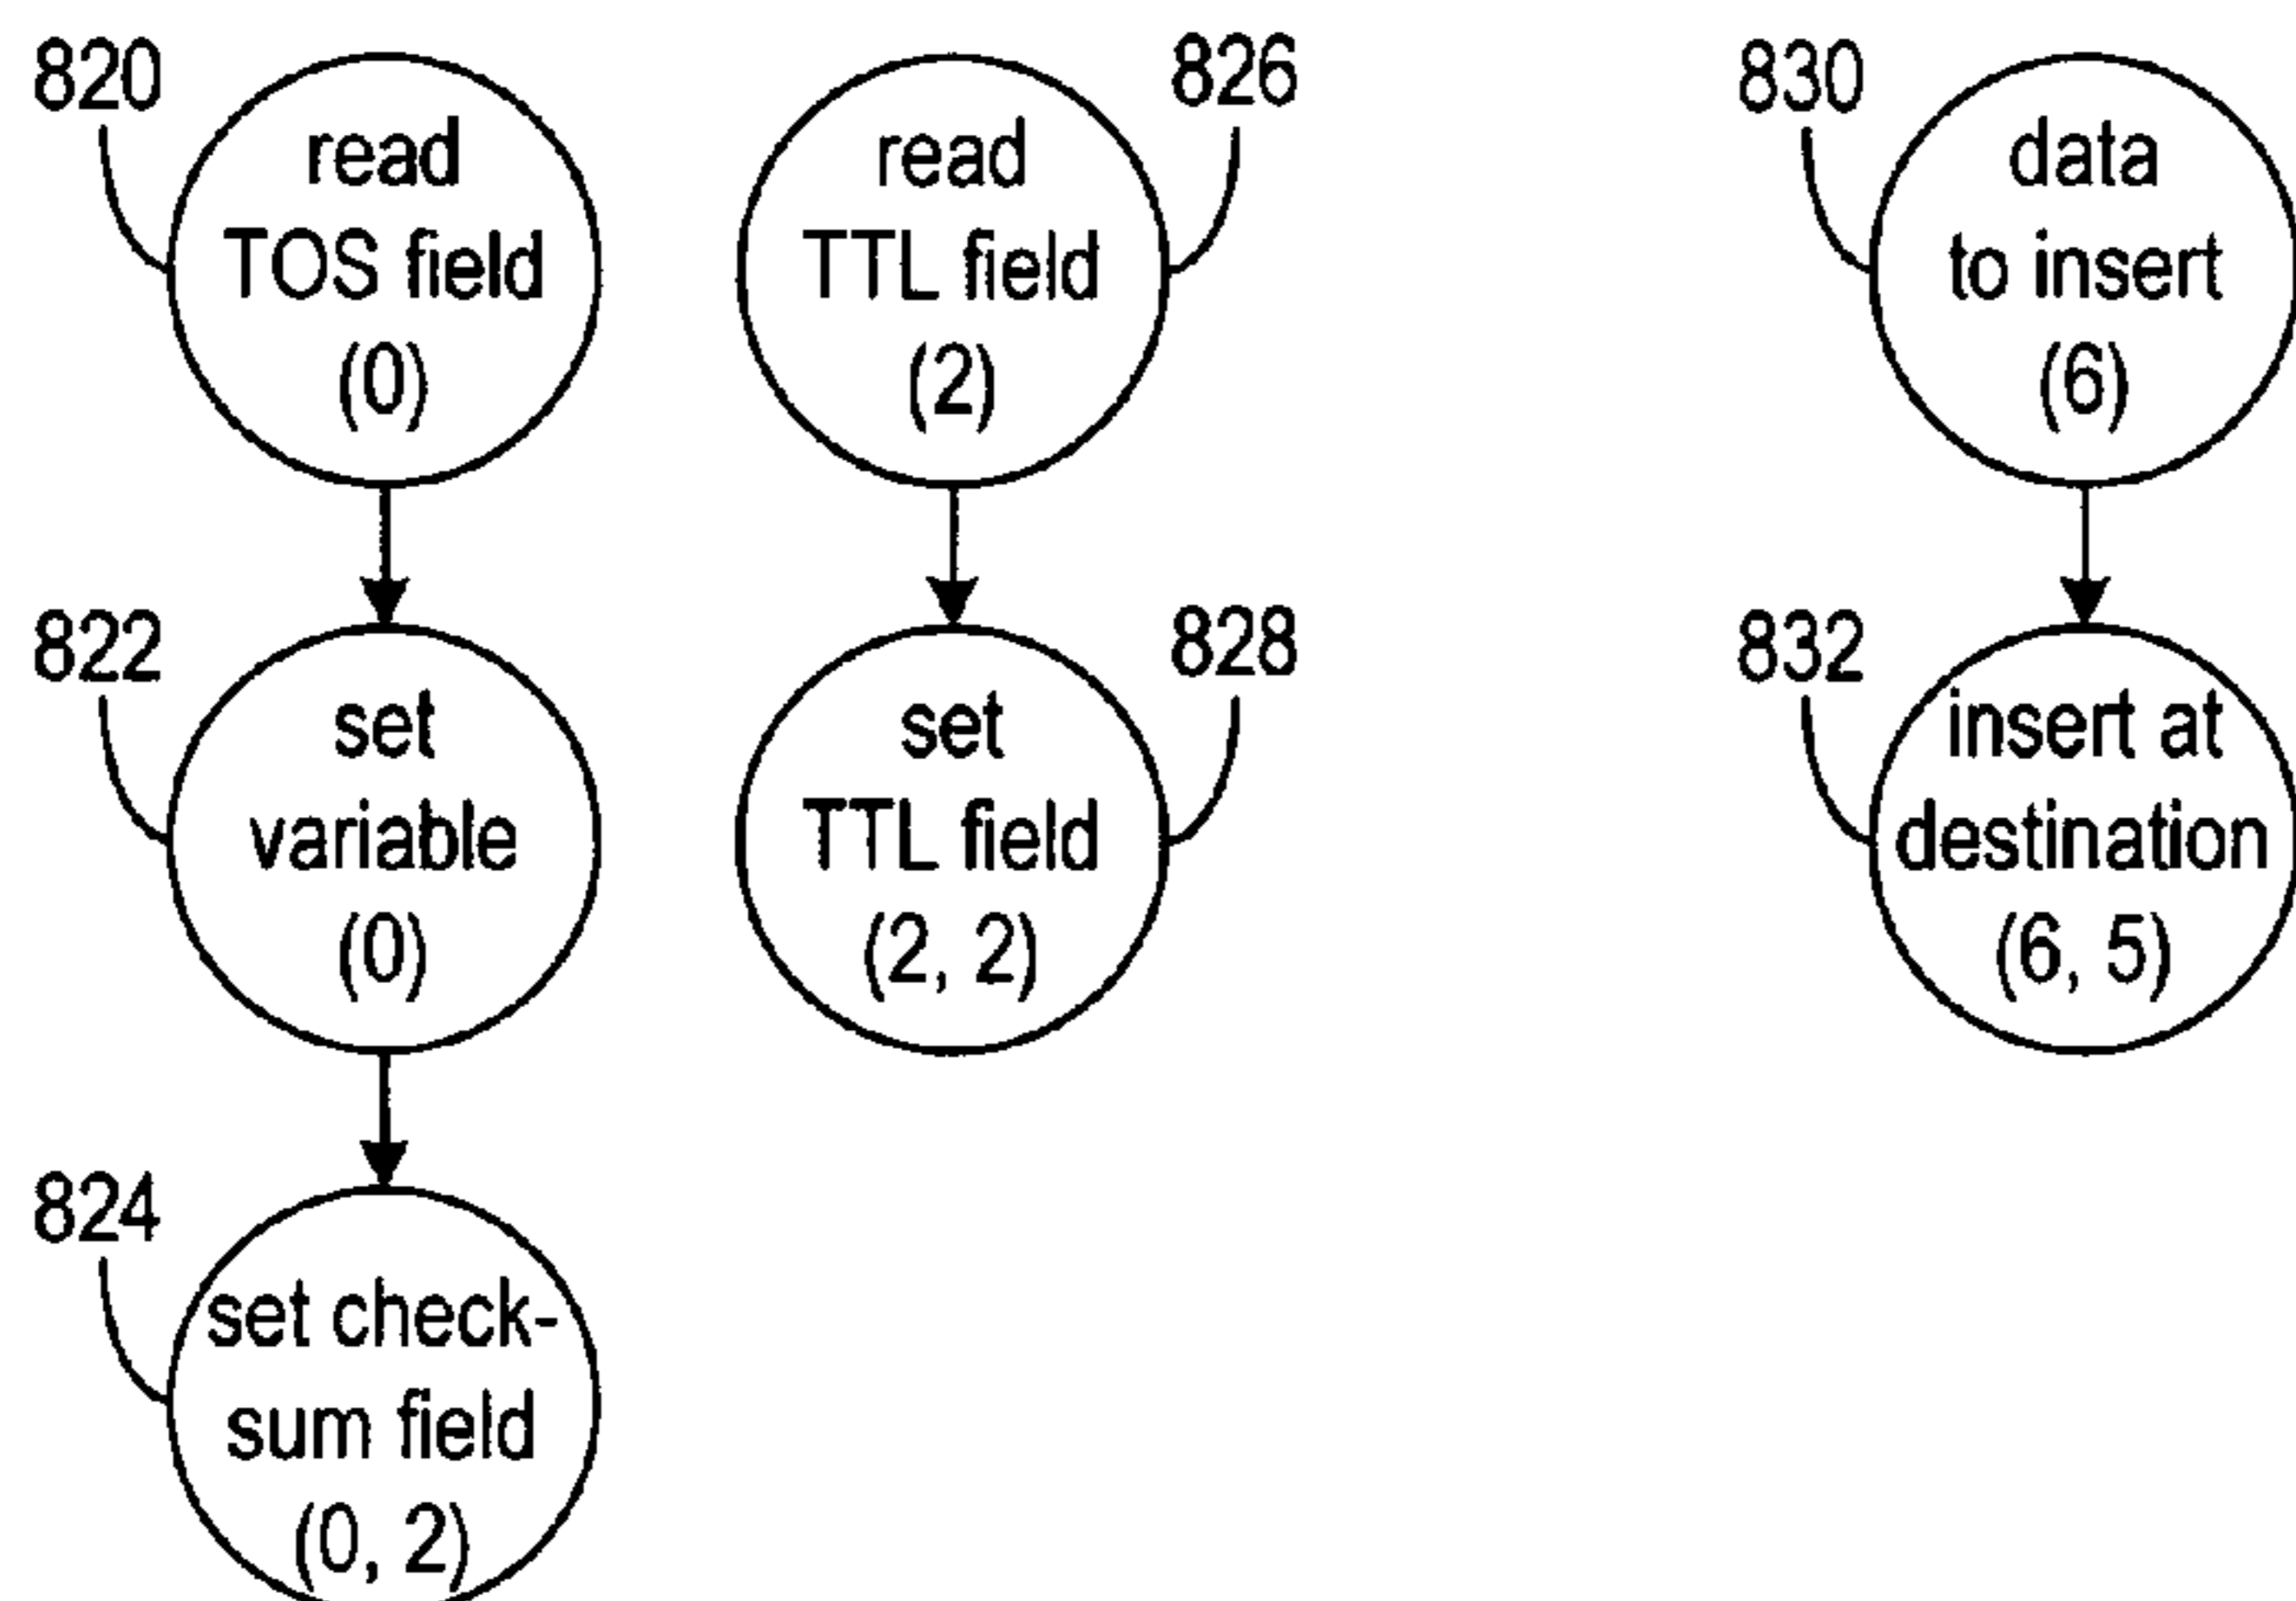 820
read
TOS field
(0)
826
read
TTL field
(2)
830
data
to insert
(6)
822
set
variable
(0)
828
set
TTL field
(2, 2)
832
insert at
destination
(6, 5)
824
set check-
sum field
(0, 2)